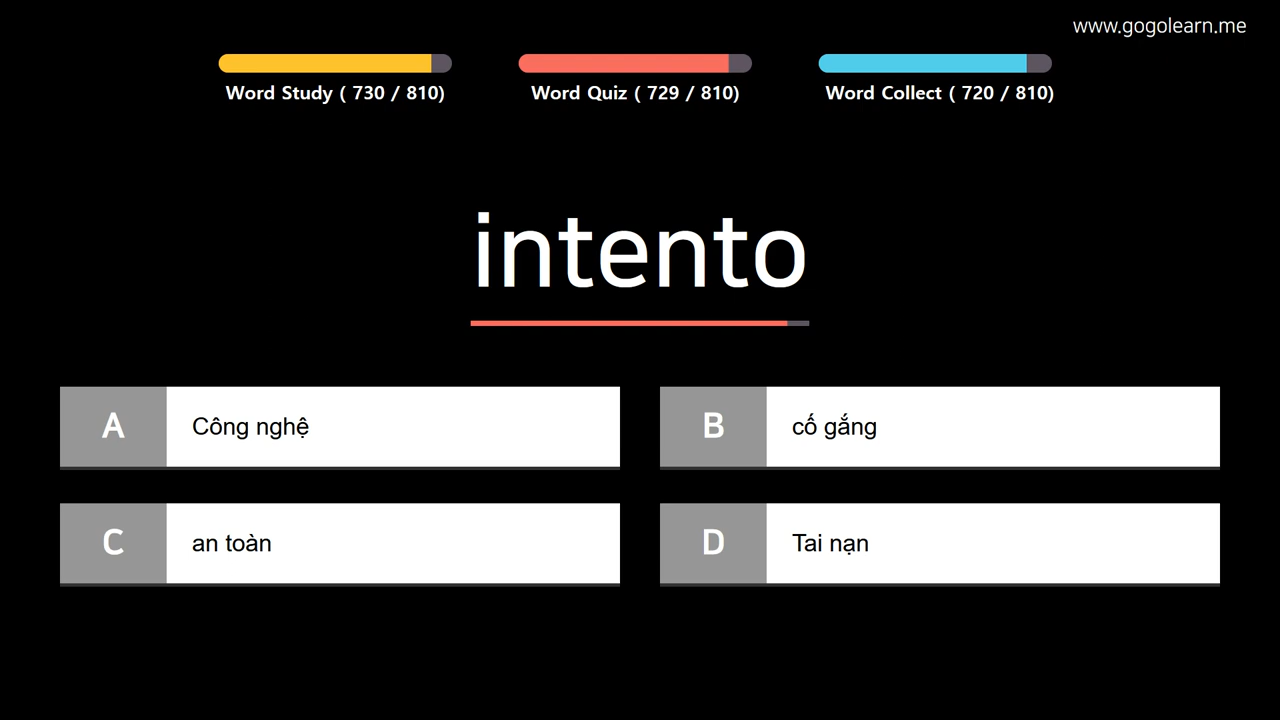 www.gogolearn.me
Word Study ( 730 / 810)
Word Quiz ( 729 / 810)
Word Collect ( 720 / 810)
intento
A Công nghệ
B cố gắng
C an toàn
D Tai nạn